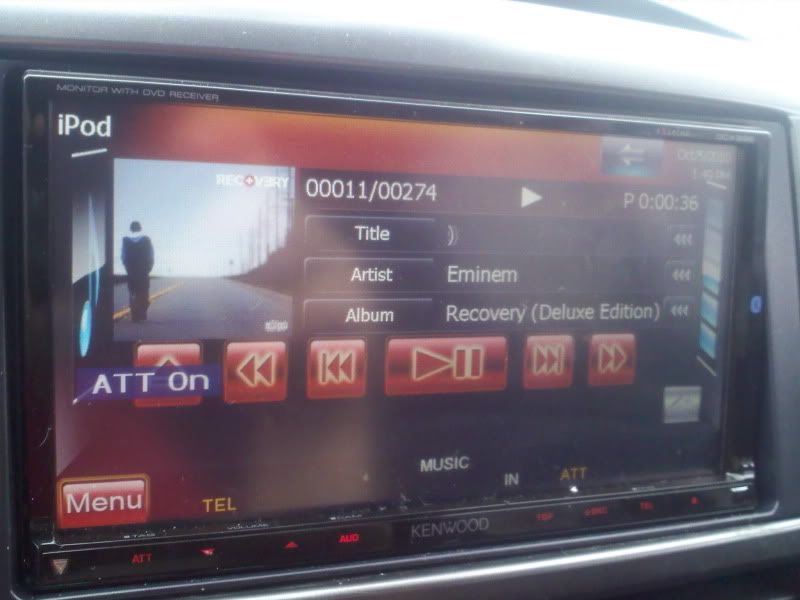 MONITOR WITH DVD RECEIVER
iPod
RECOVERY
00011/00274
P 0:00:36
Title
)
Artist
Eminem
Album
Recovery (Deluxe Edition)
ATT On
MUSIC
IN
ATT
Menu
TEL
KENWOOD
ATT
AUD
TEL